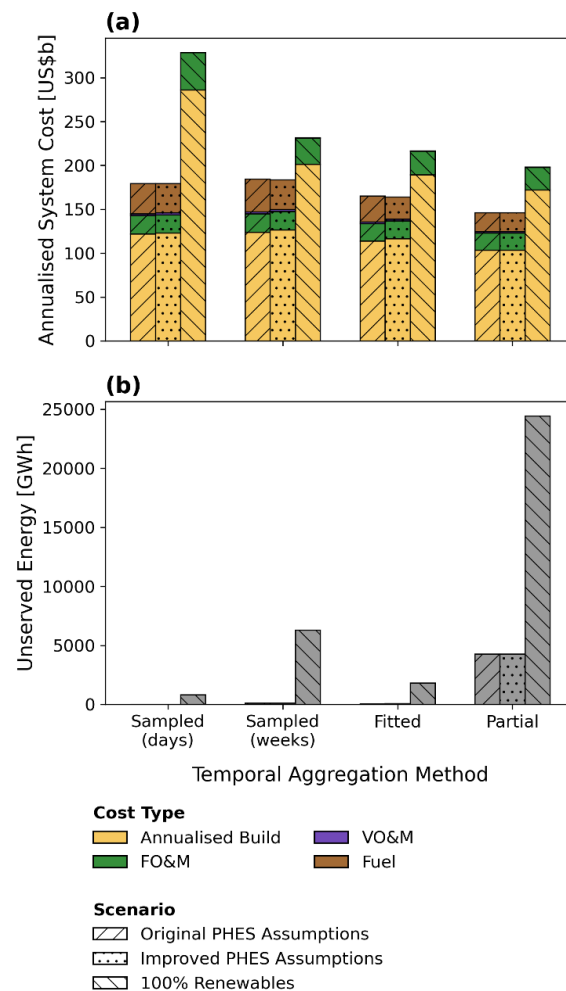 (a)
Annualised System Cost [US$b]
300
250
200
150
100
50
0
(b)
Unserved Energy [GWh]
25000
20000
15000
10000
5000
0
Sampled
(days)
Sampled
(weeks)
Fitted
Partial
Temporal Aggregation Method
Cost Type
Annualised Build
VO&M
FO&M
Fuel
Scenario
Original PHES Assumptions
Improved PHES Assumptions
100% Renewables